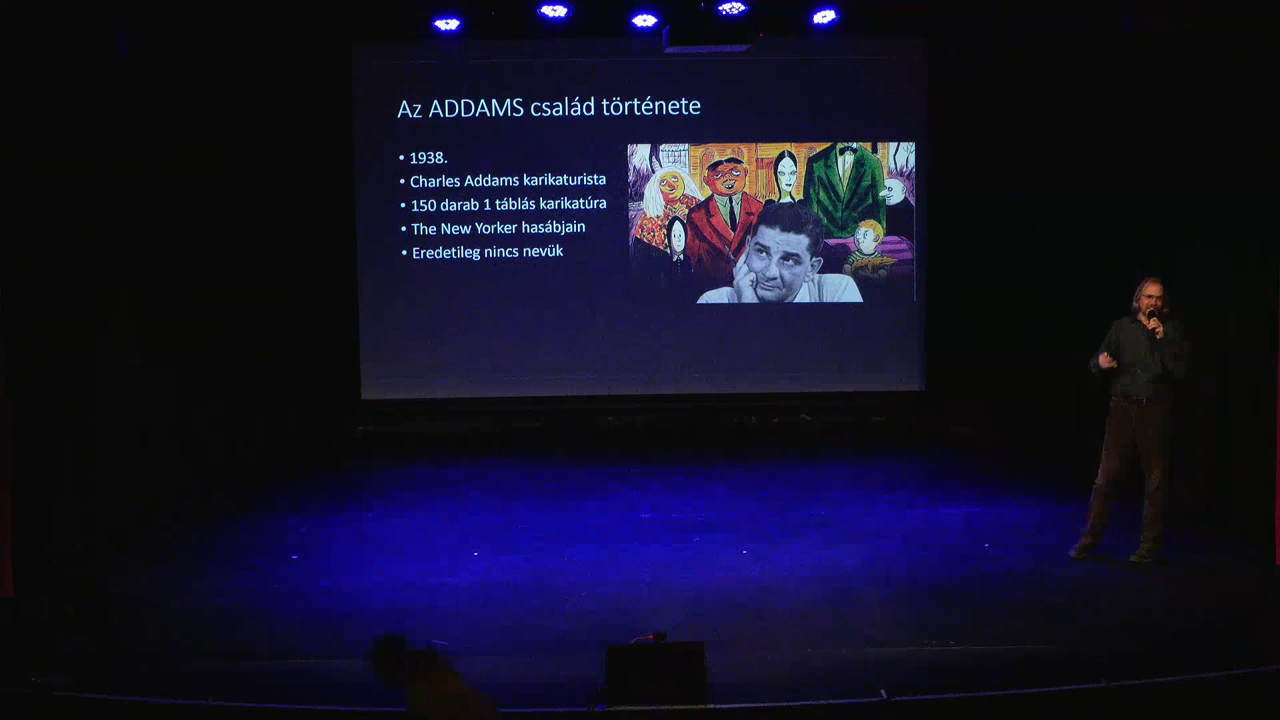 Az ADDAMS család története
• 1938.
• Charles Addams karikaturista
• 150 darab 1 táblás karikatúra
• The New Yorker hasábjain
• Eredetileg nincs nevük